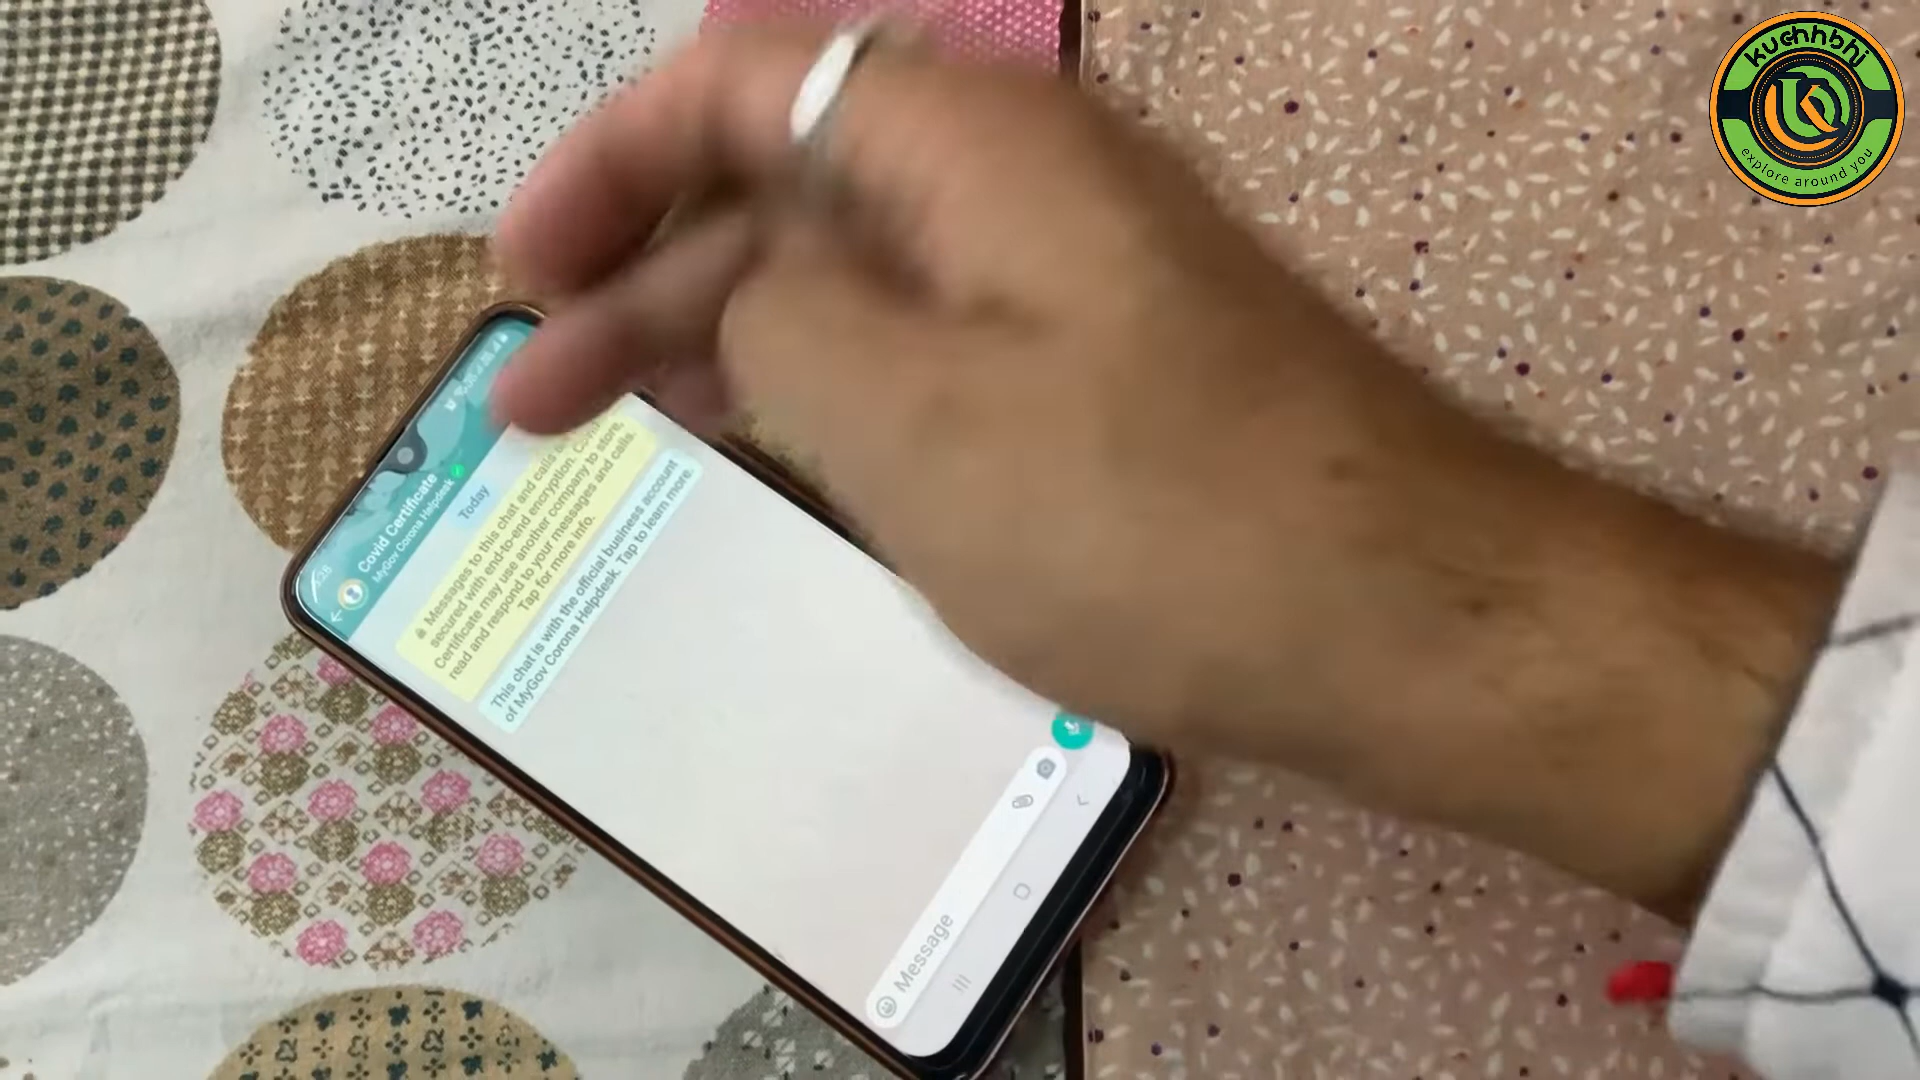 kuchhbhi
explore around you
Covid Certificate
MyGov Corona Helpdesk
Today
Messages to this chat and calls
secured with end-to-end encryption.
Certificate may use another company to store,
read and respond to your messages and calls.
Tap for more info.
This chat is with the official business account
of MyGov Corona Helpdesk. Tap to learn more.
Message